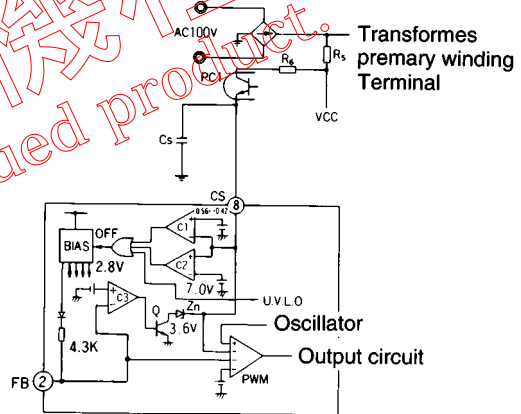 AC100V
Transformes
premary winding
Terminal
R5
R6
PC1
VCC
Cs
CS
8
0.56--0.42
C1
OFF
BIAS
C2
2.8V
7.0V
C3
U.V.L.O
Zn
Q
3.6V
Oscillator
4.3K
Output circuit
FB 2
PWM
ued product.